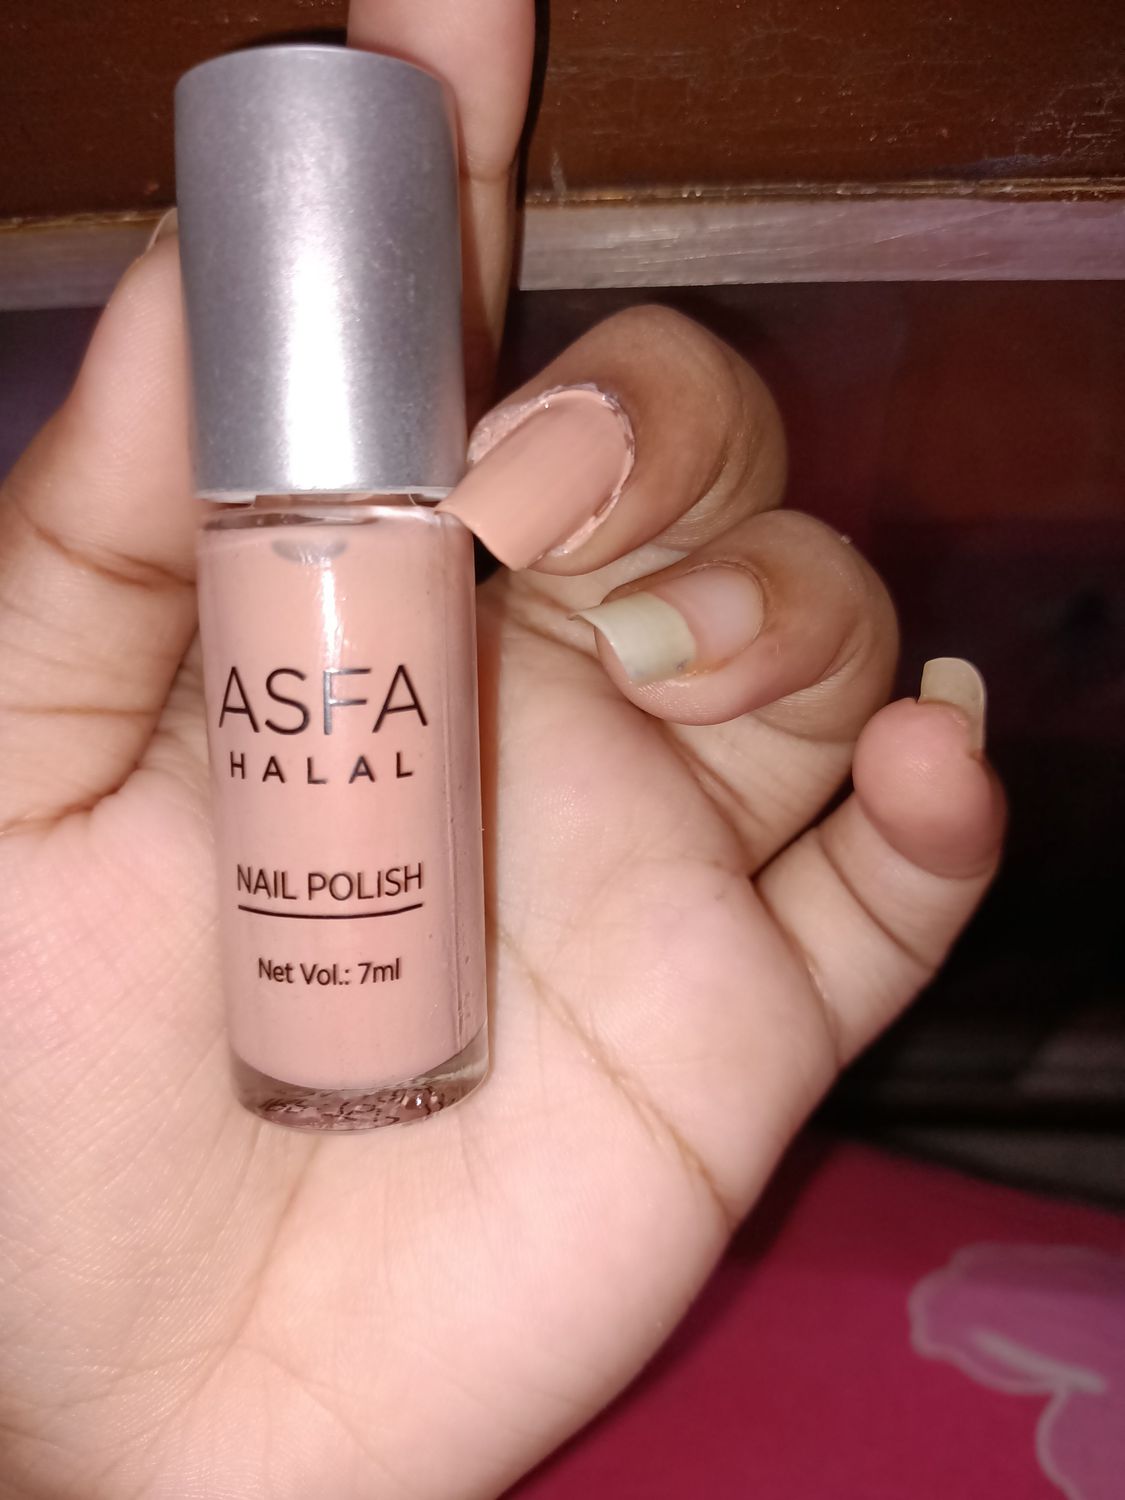 ASFA
HALAL
NAIL POLISH
Net Vol.: 7ml